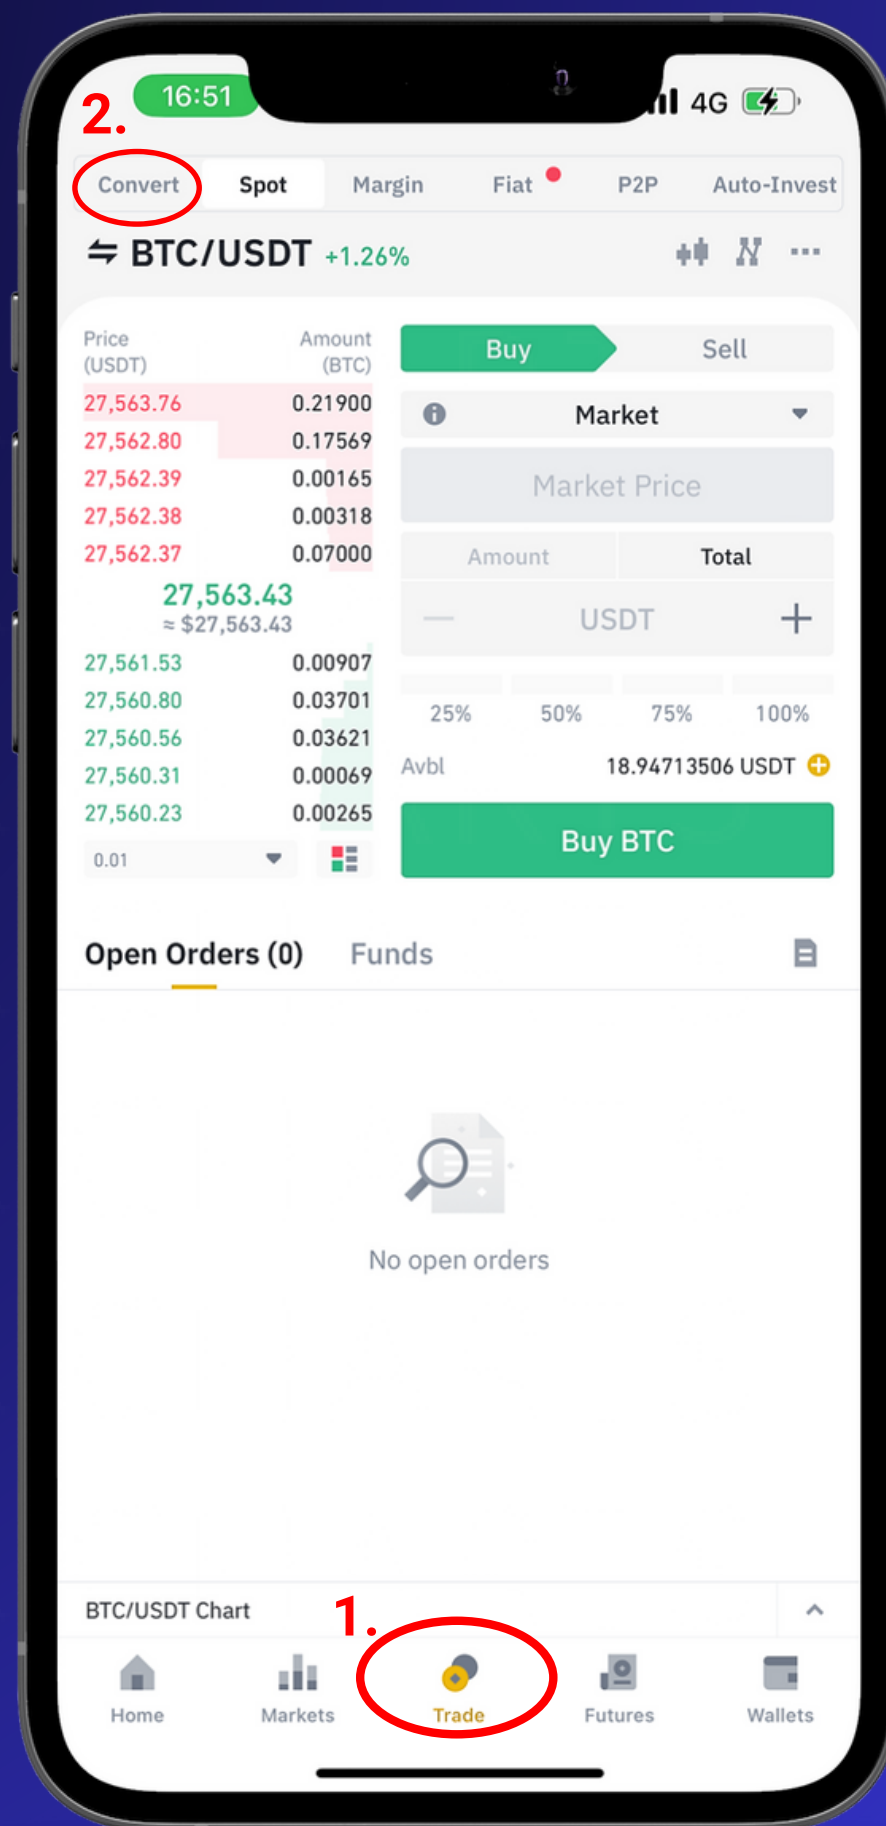 16:51 4G
2.
Convert Spot Margin Fiat P2P Auto-Invest
BTC/USDT +1.26%
Price Amount
(USDT) (BTC)
Buy Sell
27,563.76 0.21900
Market
27,562.80 0.17569
27,562.39 0.00165
Market Price
27,562.38 0.00318
27,562.37 0.07000
Amount Total
27,563.43
≈ $27,563.43
— USDT +
27,561.53 0.00907
27,560.80 0.03701
25% 50% 75% 100%
27,560.56 0.03621
27,560.31 0.00069
Avbl 18.94713506 USDT
27,560.23 0.00265
Buy BTC
0.01
Open Orders (0) Funds
No open orders
BTC/USDT Chart
1.
Home Markets Trade Futures Wallets